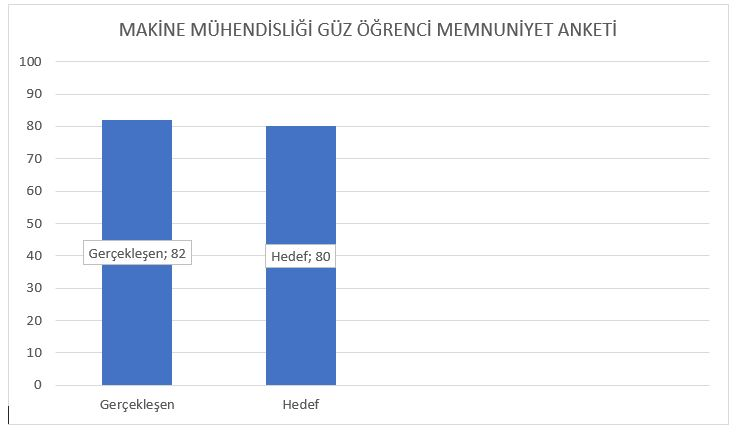 MAKİNE MÜHENDİSLİĞİ GÜZ ÖĞRENCİ MEMNUNİYET ANKETİ
100
90
80
70
60
50
40
30
20
10
0
Gerçekleşen; 82
Hedef; 80
Gerçekleşen
Hedef